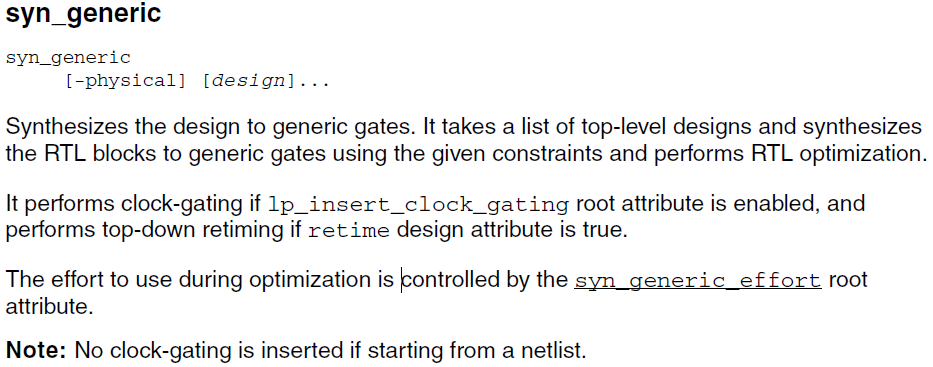 syn_generic
syn_generic
[-physical] [design]...
Synthesizes the design to generic gates. It takes a list of top-level designs and synthesizes
the RTL blocks to generic gates using the given constraints and performs RTL optimization.
It performs clock-gating if lp_insert_clock_gating root attribute is enabled, and
performs top-down retiming if retime design attribute is true.
The effort to use during optimization is controlled by the syn_generic_effort root
attribute.
Note: No clock-gating is inserted if starting from a netlist.